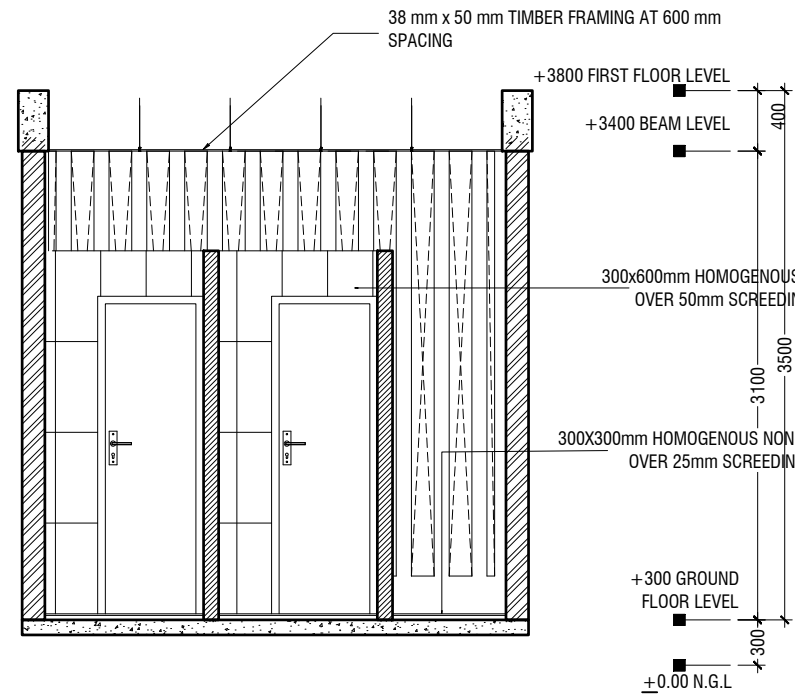 38 mm x 50 mm TIMBER FRAMING AT 600 mm
SPACING
+3800 FIRST FLOOR LEVEL
400
+3400 BEAM LEVEL
300x600mm HOMOGENOUS
OVER 50mm SCREEDIN
3100
3500
300X300mm HOMOGENOUS NON
OVER 25mm SCREEDIN
+300 GROUND
FLOOR LEVEL
300
+0.00 N.G.L